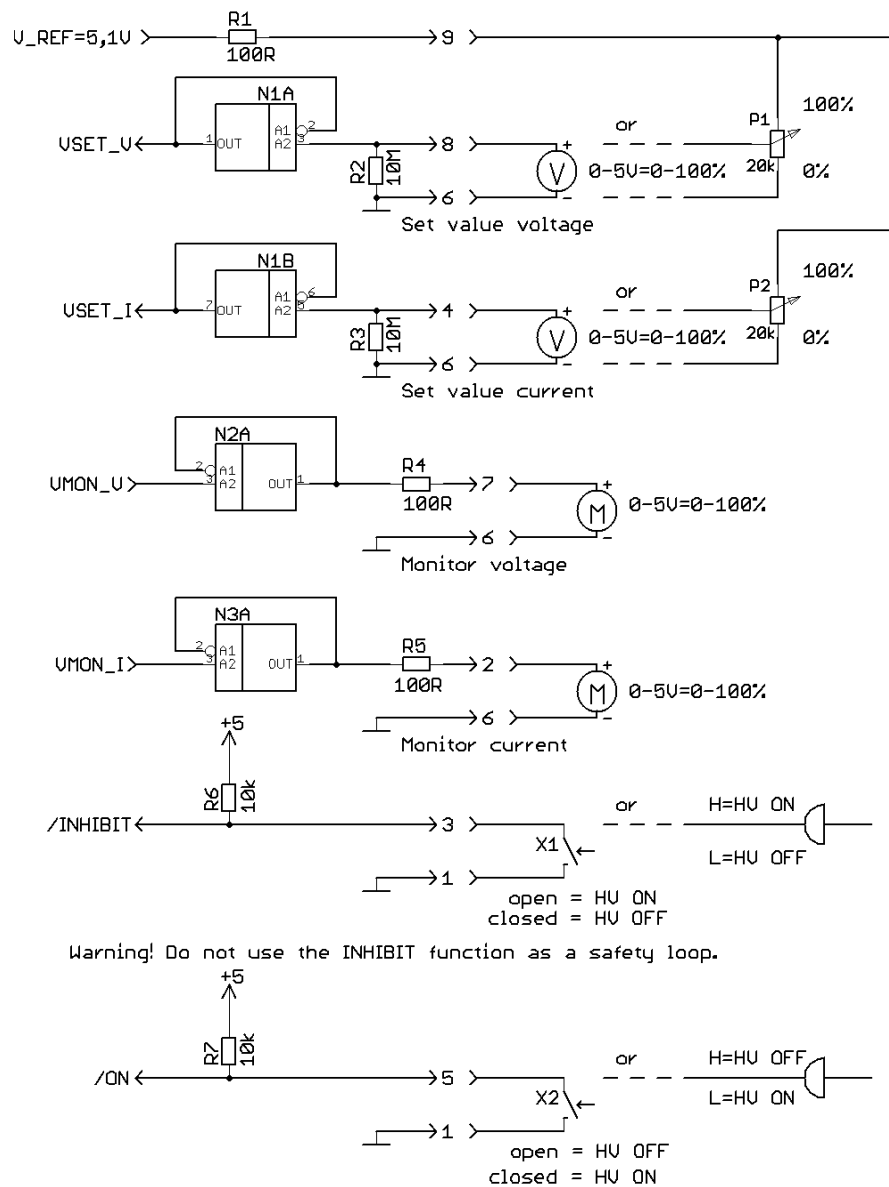 R1
V_REF=5,1V 9
100R
N1A
P1 100%
A1 2
VSET_V 1 OUT A2 3 8 or
R2 10M V + 0-5V=0-100% 20k 0%
6 -
Set value voltage
N1B
P2 100%
A1 6
VSET_I 7 OUT A2 5 4 or
R3 10M V + 0-5V=0-100% 20k 0%
6 -
Set value current
N2A
2 A1 R4
VMON_V 3 A2 OUT 1 7 +
100R M 0-5V=0-100%
6 -
Monitor voltage
N3A
2 A1 R5
VMON_I 3 A2 OUT 1 2 +
100R M 0-5V=0-100%
6 -
Monitor current
+5
R6 10k
/INHIBIT 3 or H=HV ON
X1 L=HV OFF
1
open = HV ON
closed = HV OFF
Warning! Do not use the INHIBIT function as a safety loop.
+5
R7 10k
/ON 5 or H=HV OFF
X2 L=HV ON
1
open = HV OFF
closed = HV ON